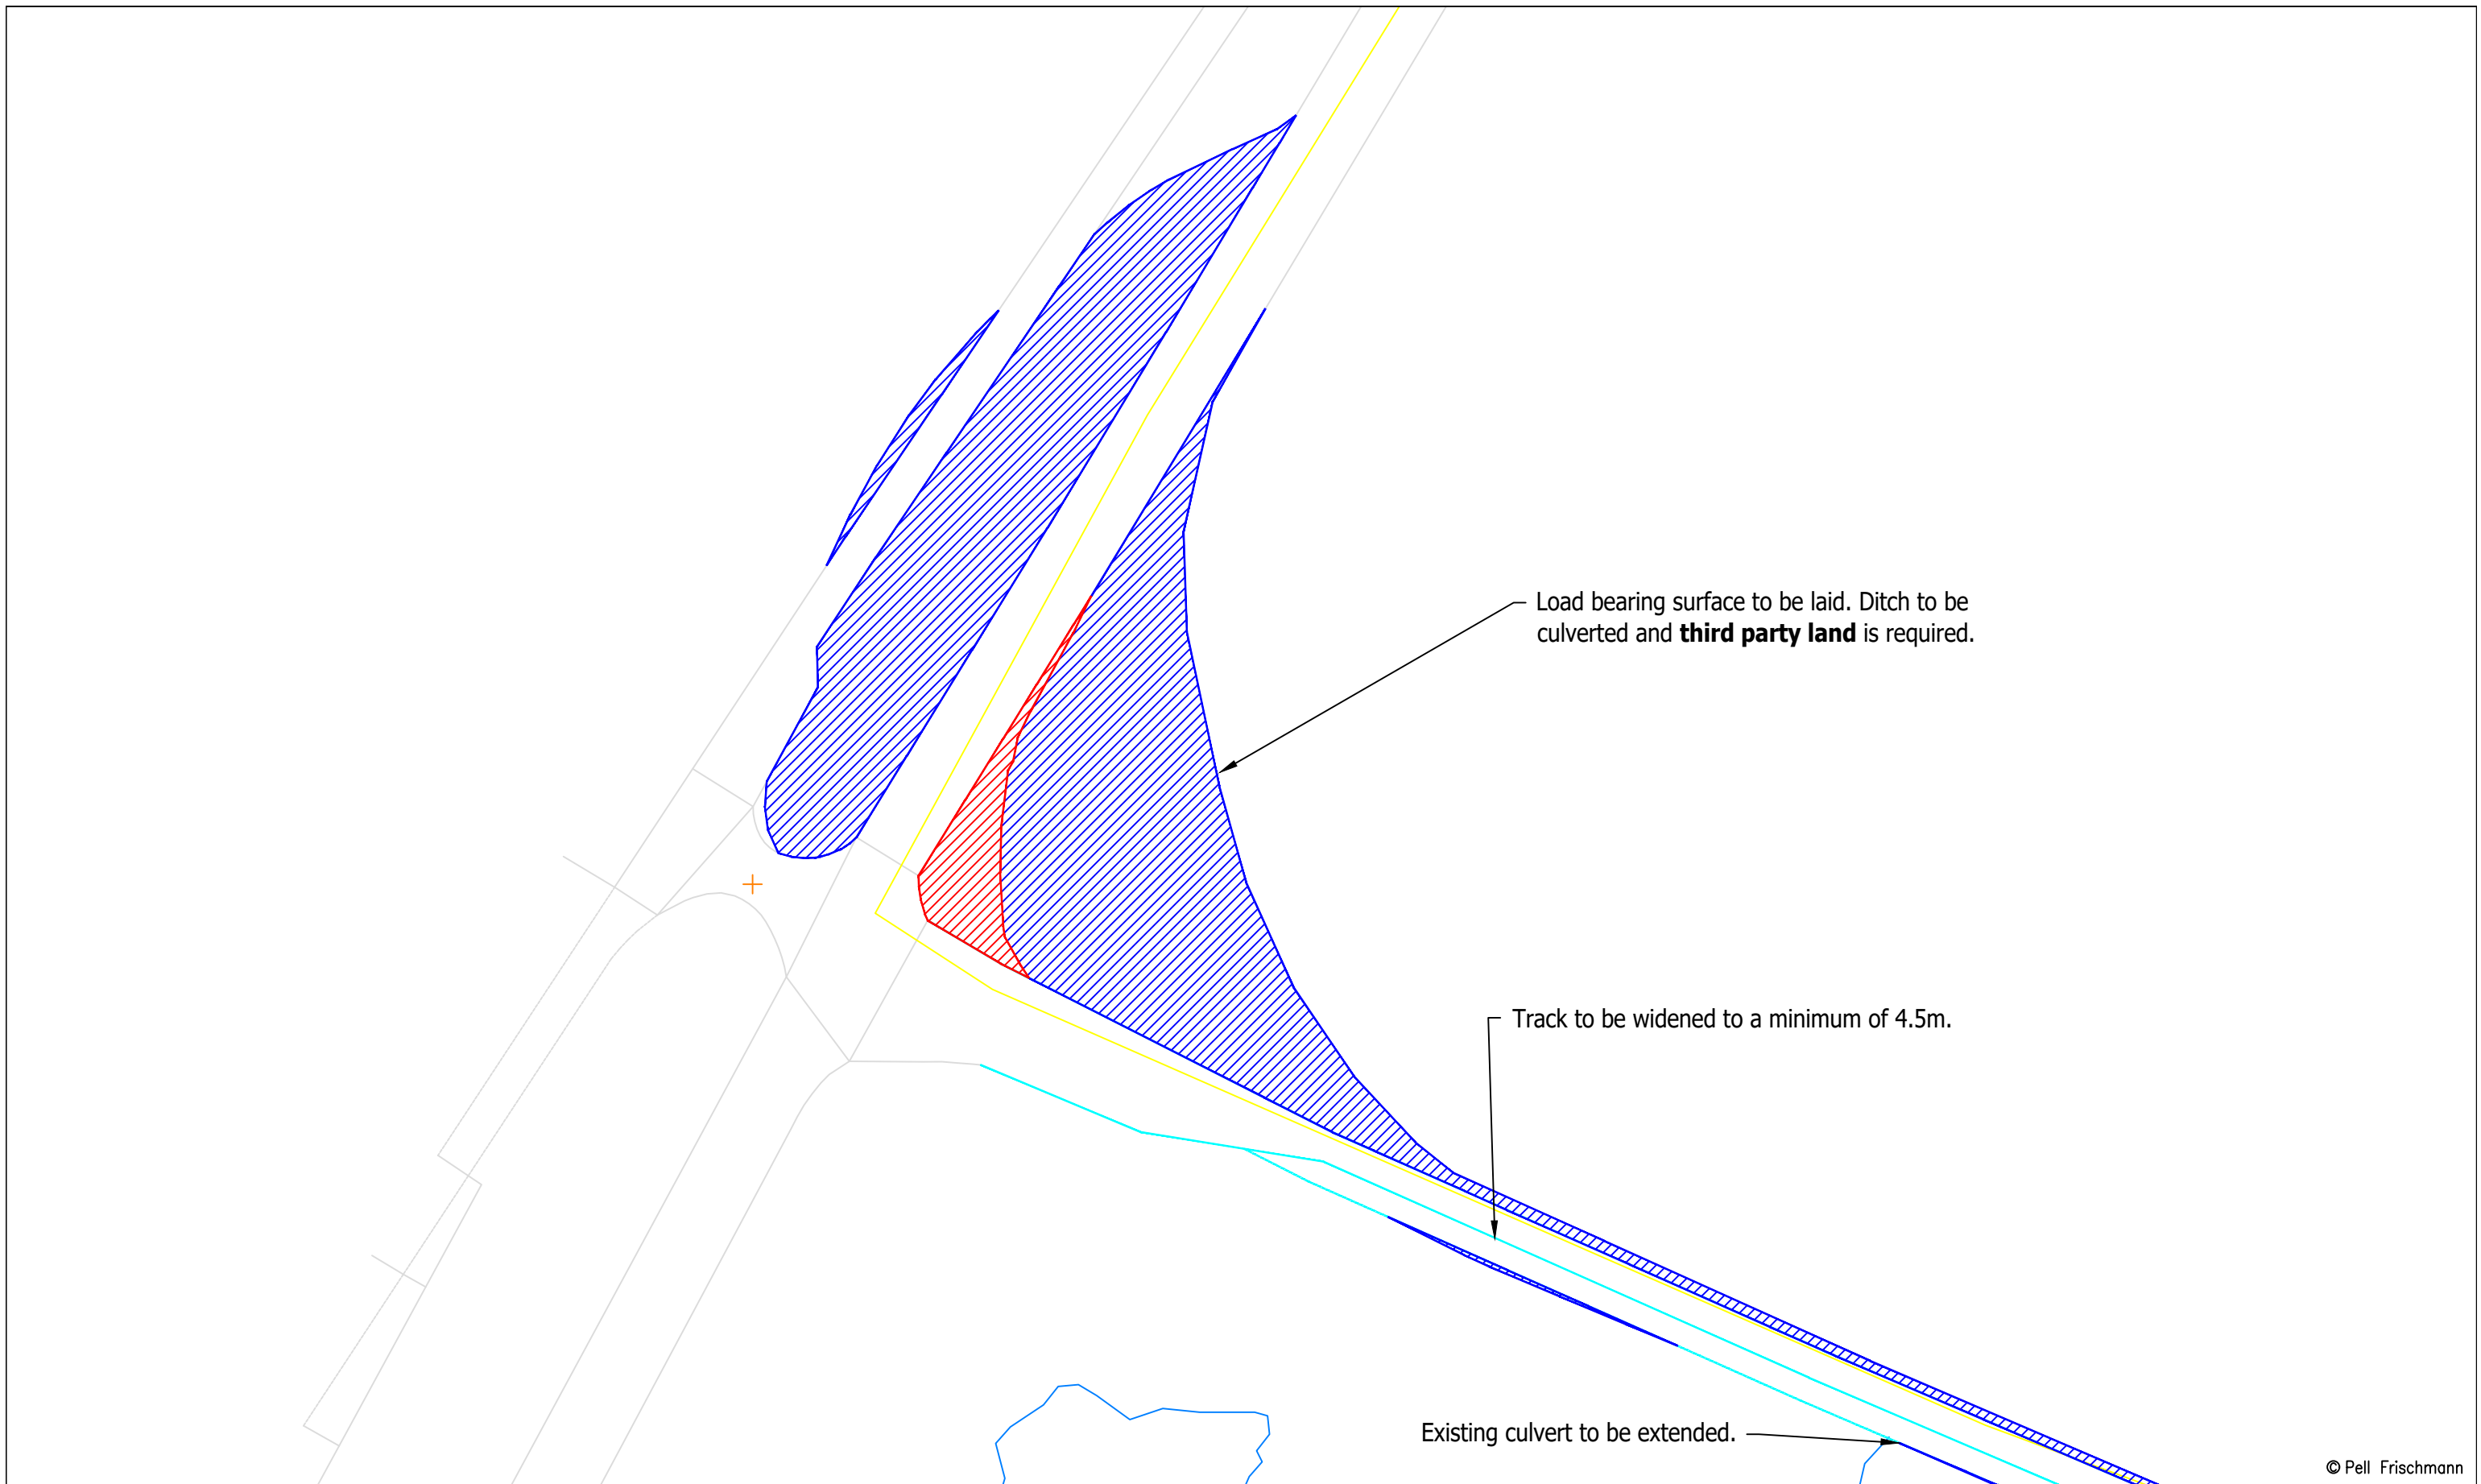 Load bearing surface to be laid. Ditch to be
culverted and third party land is required.
Track to be widened to a minimum of 4.5m.
Existing culvert to be extended.
© Pell Frischmann